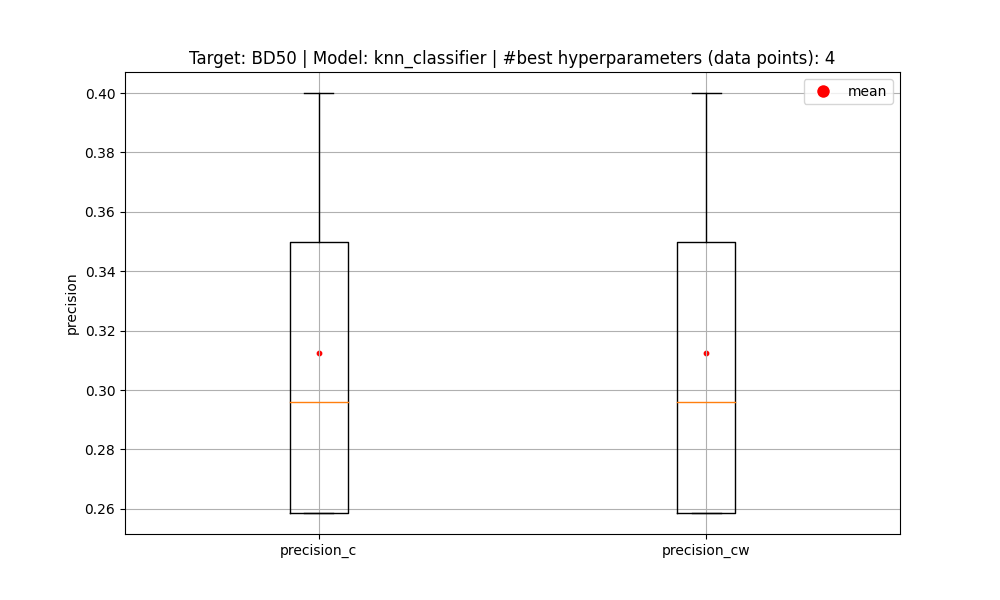 Target: BD50 | Model: knn_classifier | #best hyperparameters (data points): 4
mean
0.40
0.38
0.36
0.34
0.32
0.30
0.28
0.26
precision
precision_c
precision_cw